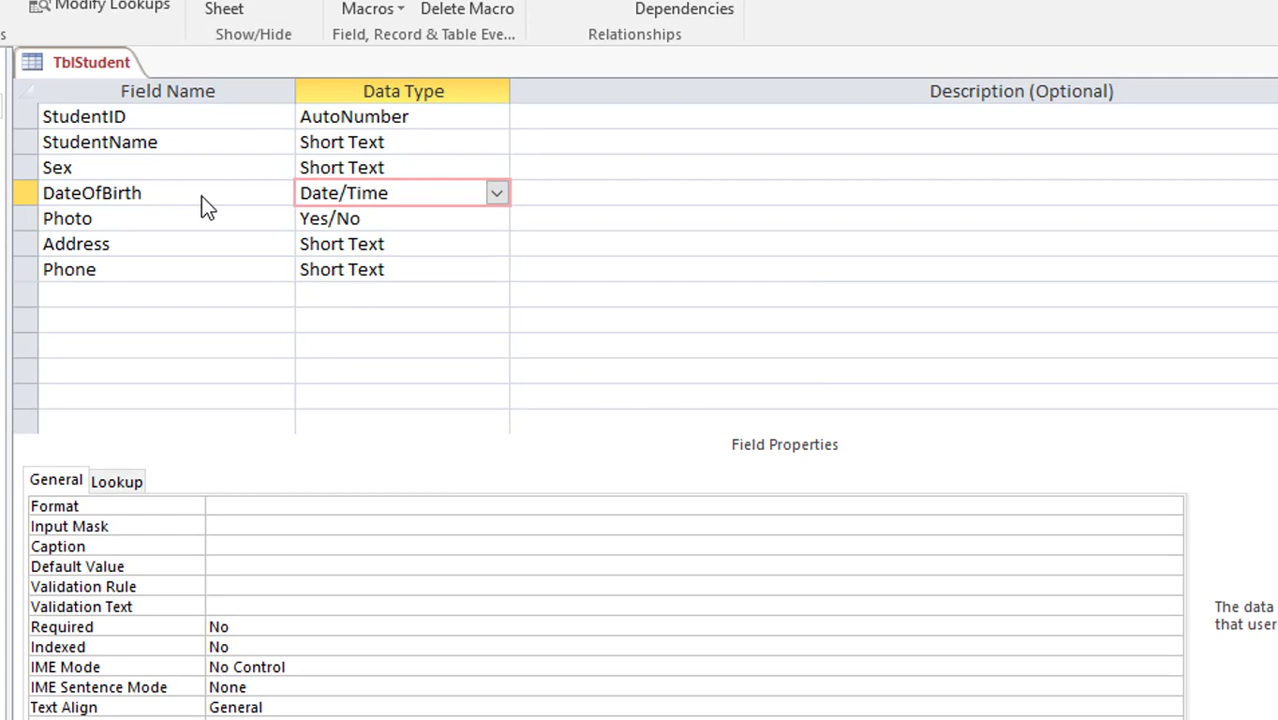 Modify Lookups
Sheet
Macros
Delete Macro
Dependencies
Show/Hide
Field, Record & Table Eve...
Relationships
TblStudent
Field Name Data Type Description (Optional)
StudentID AutoNumber
StudentName Short Text
Sex Short Text
DateOfBirth Date/Time
Photo Yes/No
Address Short Text
Phone Short Text
Field Properties
General Lookup
Format
Input Mask
Caption
Default Value
Validation Rule
Validation Text
Required No
Indexed No
IME Mode No Control
IME Sentence Mode None
Text Align General
The data
that user